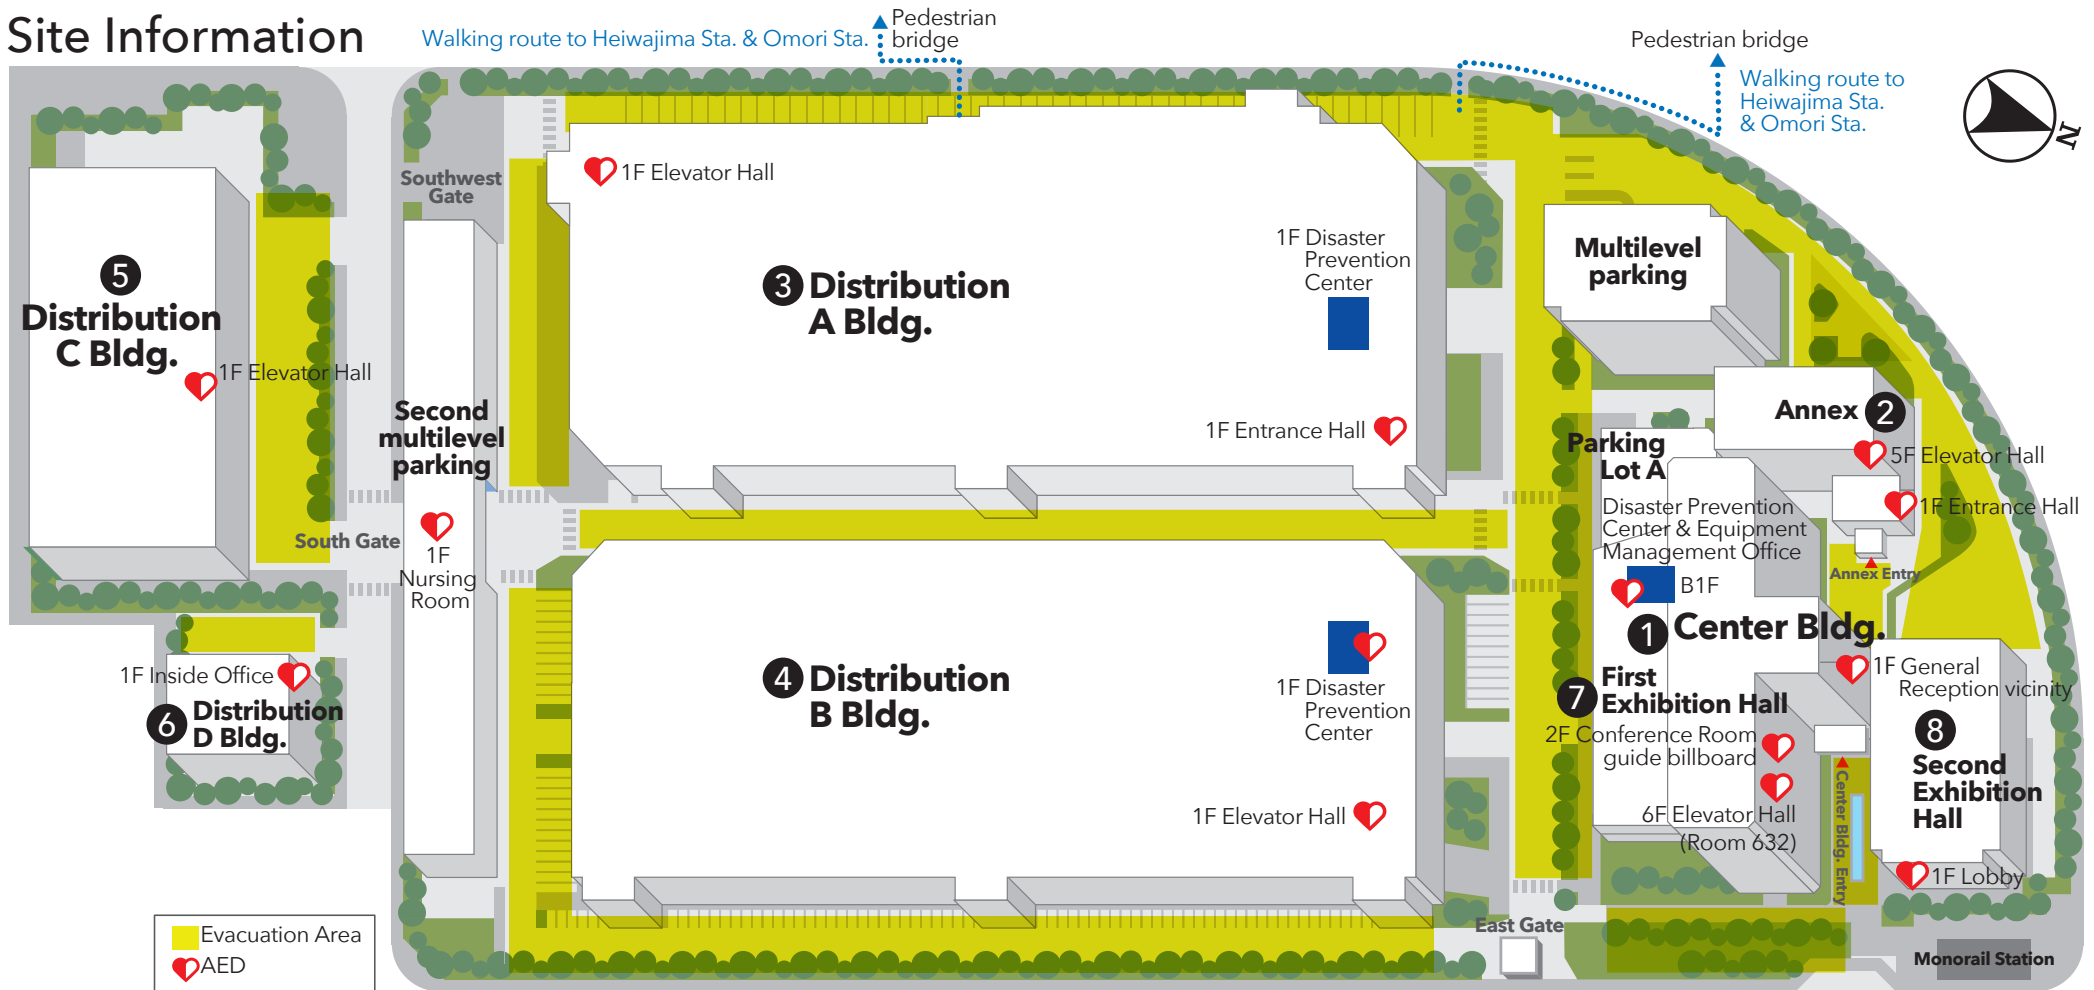 Site Information
Walking route to Heiwajima Sta. & Omori Sta.
Pedestrian
bridge
Pedestrian bridge
Walking route to
Heiwajima Sta.
& Omori Sta.
N
Southwest
Gate
1F Elevator Hall
5
Distribution
C Bldg.
1F Elevator Hall
3 Distribution
A Bldg.
1F Disaster
Prevention
Center
1F Entrance Hall
Multilevel
parking
Annex 2
5F Elevator Hall
1F Entrance Hall
Annex Entry
Second
multilevel
parking
South Gate
1F
Nursing
Room
Parking
Lot A
Disaster Prevention
Center & Equipment
Management Office
B1F
1 Center Bldg.
1F Inside Office
6 Distribution
D Bldg.
4 Distribution
B Bldg.
1F Disaster
Prevention
Center
1F Elevator Hall
7 First
Exhibition Hall
2F Conference Room
guide billboard
6F Elevator Hall
(Room 632)
1F General
Reception vicinity
8
Second
Exhibition
Hall
Center Bldg. Entry
1F Lobby
East Gate
Monorail Station
Evacuation Area
AED